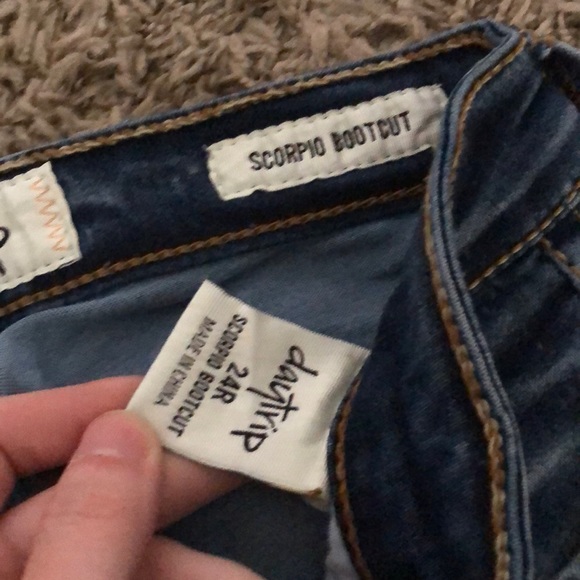 SCORPIO BOOTCUT
daytrip
24R
SCORPIO BOOTCUT
MADE IN CHINA